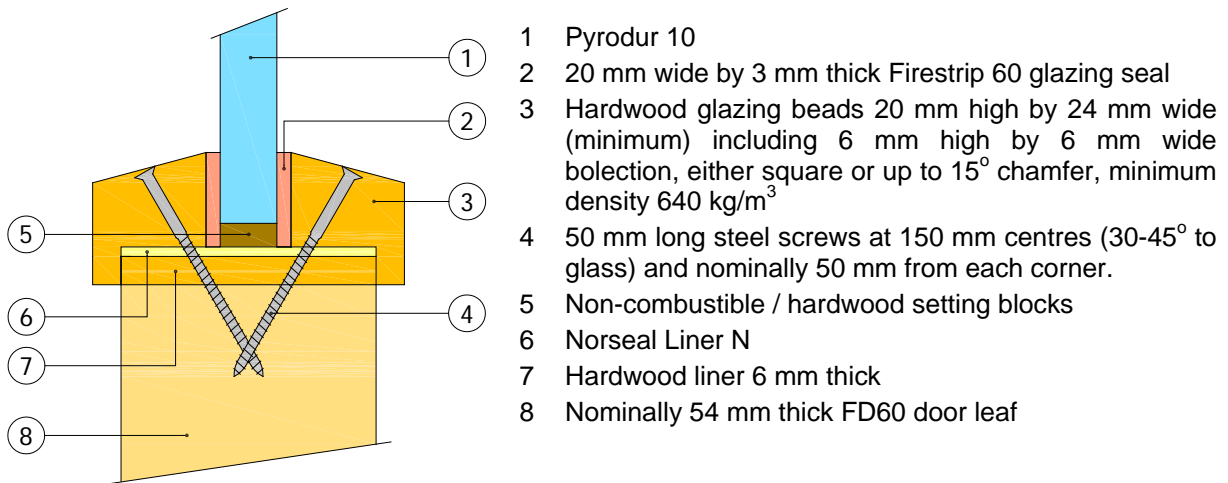 1
2
3
4
5
6
7
8
1 Pyrodur 10
2 20 mm wide by 3 mm thick Firestrip 60 glazing seal
3 Hardwood glazing beads 20 mm high by 24 mm wide
(minimum) including 6 mm high by 6 mm wide
bolection, either square or up to 15° chamfer, minimum
density 640 kg/m³
4 50 mm long steel screws at 150 mm centres (30-45° to
glass) and nominally 50 mm from each corner.
5 Non-combustible / hardwood setting blocks
6 Norseal Liner N
7 Hardwood liner 6 mm thick
8 Nominally 54 mm thick FD60 door leaf